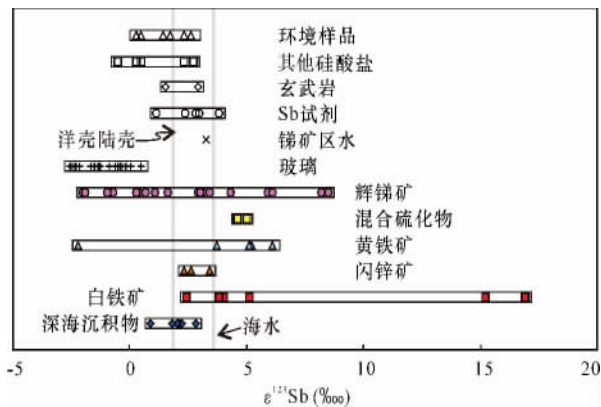 环境样品
其他硅酸盐
玄武岩
Sb试剂
洋壳陆壳
锑矿区水
玻璃
辉锑矿
混合硫化物
黄铁矿
闪锌矿
白铁矿
深海沉积物
海水
-5 0 5 10 15 20
ε¹²³Sb(‱)